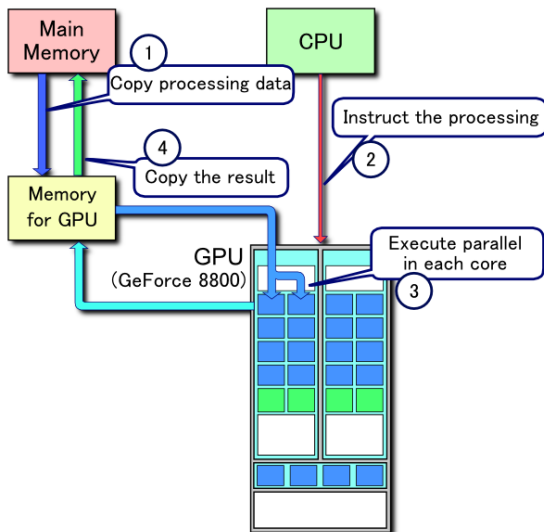 Main
Memory
CPU
1
Copy processing data
Instruct the processing
2
4
Copy the result
Memory
for GPU
GPU
(GeForce 8800)
Execute parallel
in each core
3